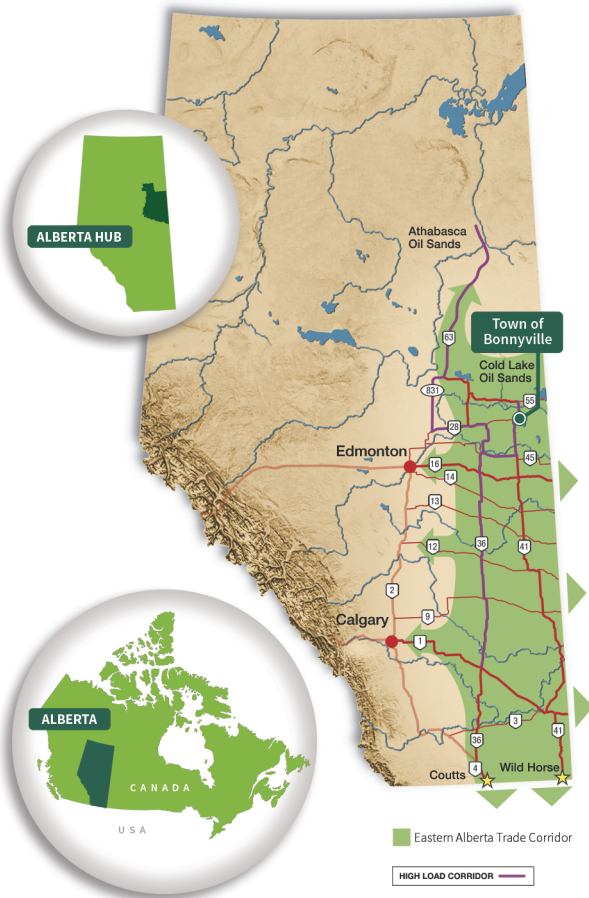 Athabasca
Oil Sands
ALBERTA HUB
Town of
Bonnyville
63
Cold Lake
Oil Sands
831
55
28
Edmonton
16
45
14
13
36
41
12
2
9
Calgary
1
ALBERTA
3
41
36
CANADA
4
Coutts
Wild Horse
USA
Eastern Alberta Trade Corridor
HIGH LOAD CORRIDOR